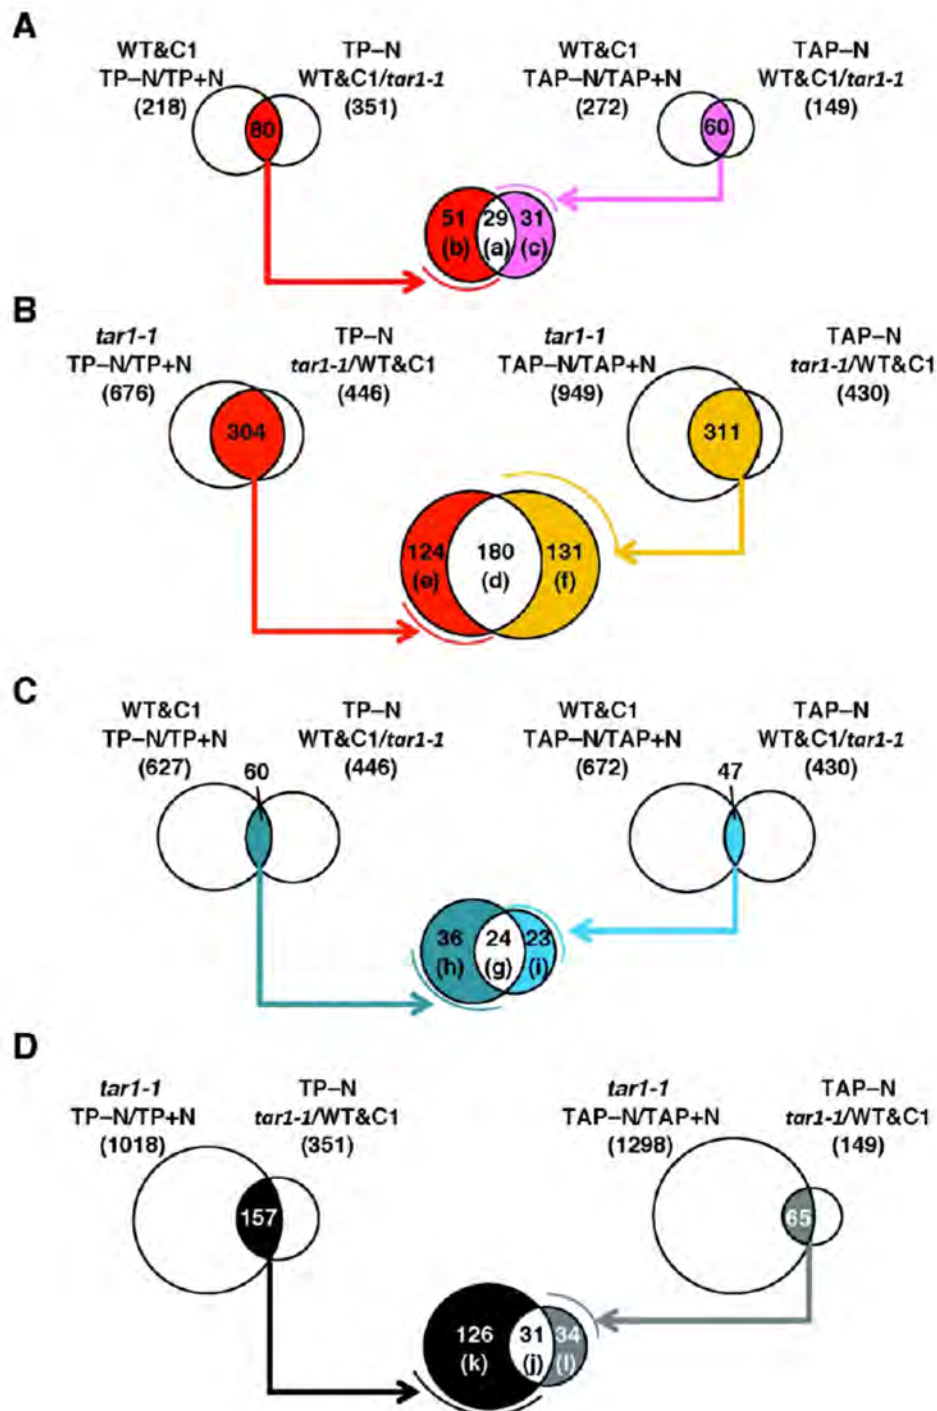 A
WT&C1
TP–N/TP+N
(218)
TP–N
WT&C1/tar1-1
(351)
WT&C1
TAP–N/TAP+N
(272)
TAP–N
WT&C1/tar1-1
(149)
80
60
51
(b)
29
(a)
31
(c)
B
tar1-1
TP–N/TP+N
(676)
TP–N
tar1-1/WT&C1
(446)
tar1-1
TAP–N/TAP+N
(949)
TAP–N
tar1-1/WT&C1
(430)
304
311
124
(e)
180
(d)
131
(f)
C
WT&C1
TP–N/TP+N
(627)
TP–N
WT&C1/tar1-1
(446)
WT&C1
TAP–N/TAP+N
(672)
TAP–N
WT&C1/tar1-1
(430)
60
47
36
(h)
24
(g)
23
(i)
D
tar1-1
TP–N/TP+N
(1018)
TP–N
tar1-1/WT&C1
(351)
tar1-1
TAP–N/TAP+N
(1298)
TAP–N
tar1-1/WT&C1
(149)
157
65
126
(k)
31
(j)
34
(l)